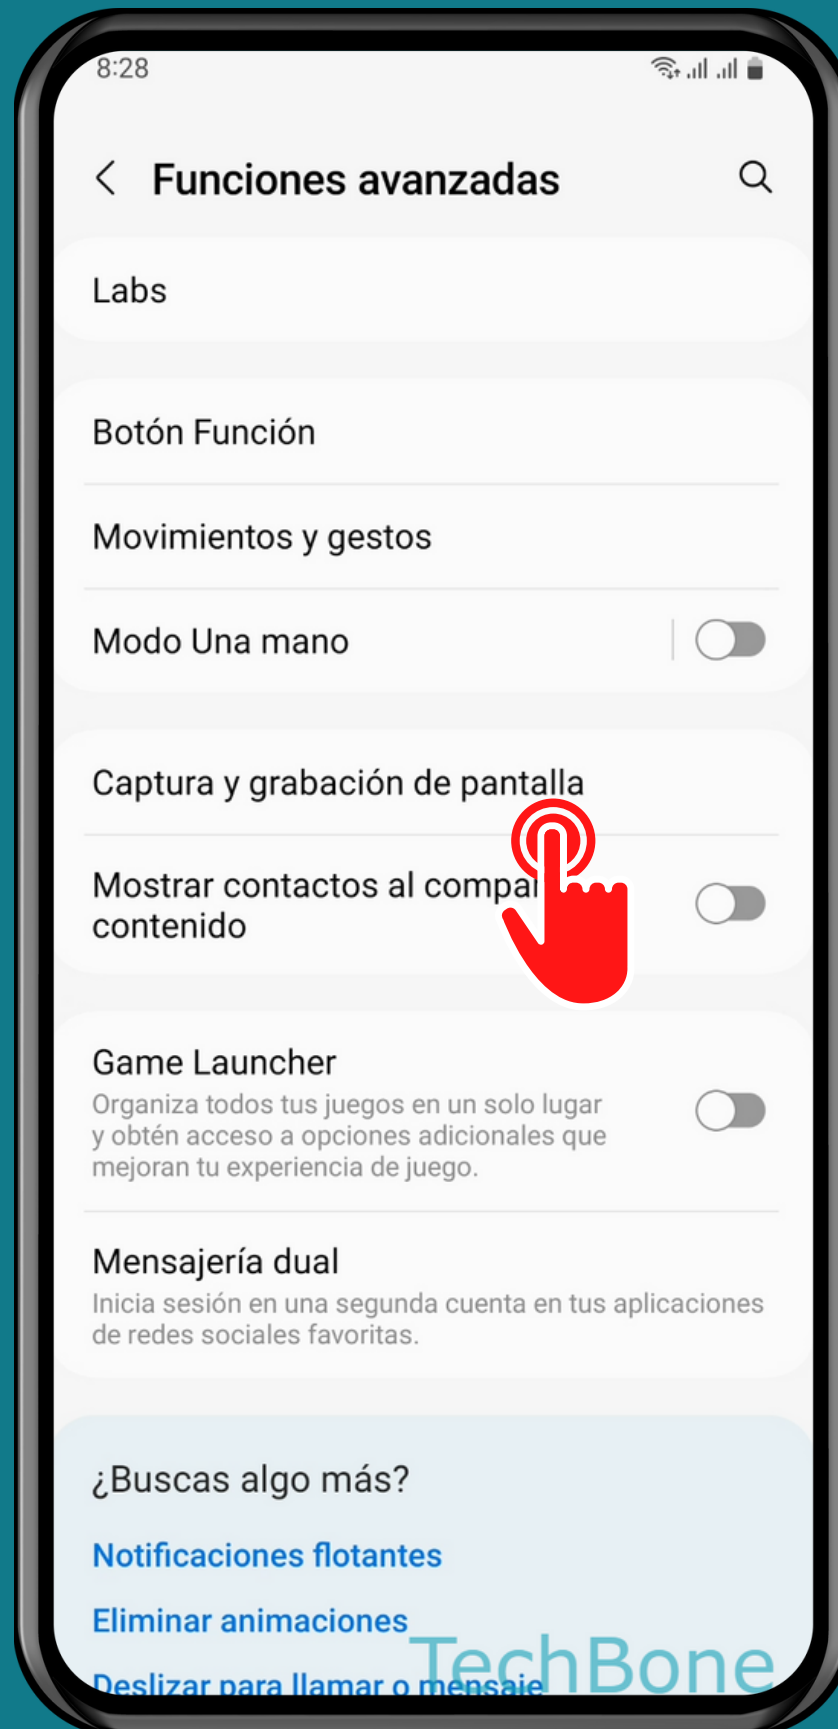 8:28
Funciones avanzadas
Labs
Botón Función
Movimientos y gestos
Modo Una mano
Captura y grabación de pantalla
Mostrar contactos al compar
contenido
Game Launcher
Organiza todos tus juegos en un solo lugar
y obtén acceso a opciones adicionales que
mejoran tu experiencia de juego.
Mensajería dual
Inicia sesión en una segunda cuenta en tus aplicaciones
de redes sociales favoritas.
¿Buscas algo más?
Notificaciones flotantes
Eliminar animaciones
Deslizar para llamar o mensaje
TechBone